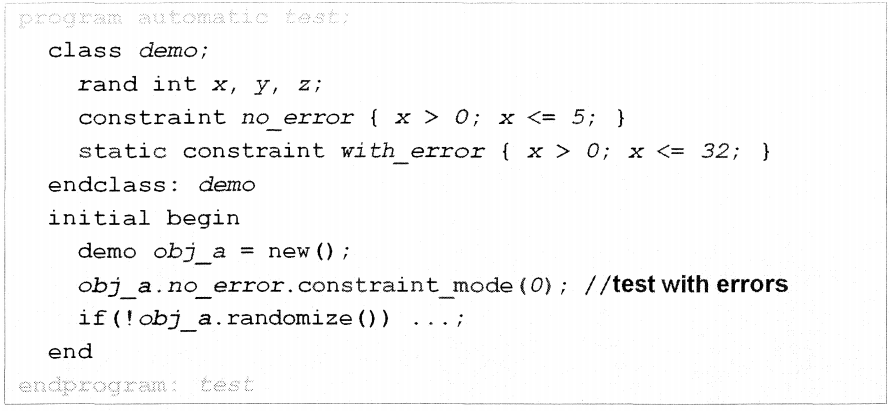 program automatic test;
class demo;
rand int x, y, z;
constraint no_error { x > 0; x <= 5; }
static constraint with_error { x > 0; x <= 32; }
endclass: demo
initial begin
demo obj_a = new();
obj_a.no_error.constraint_mode(0); //test with errors
if(!obj_a.randomize()) ...;
end
endprogram: test